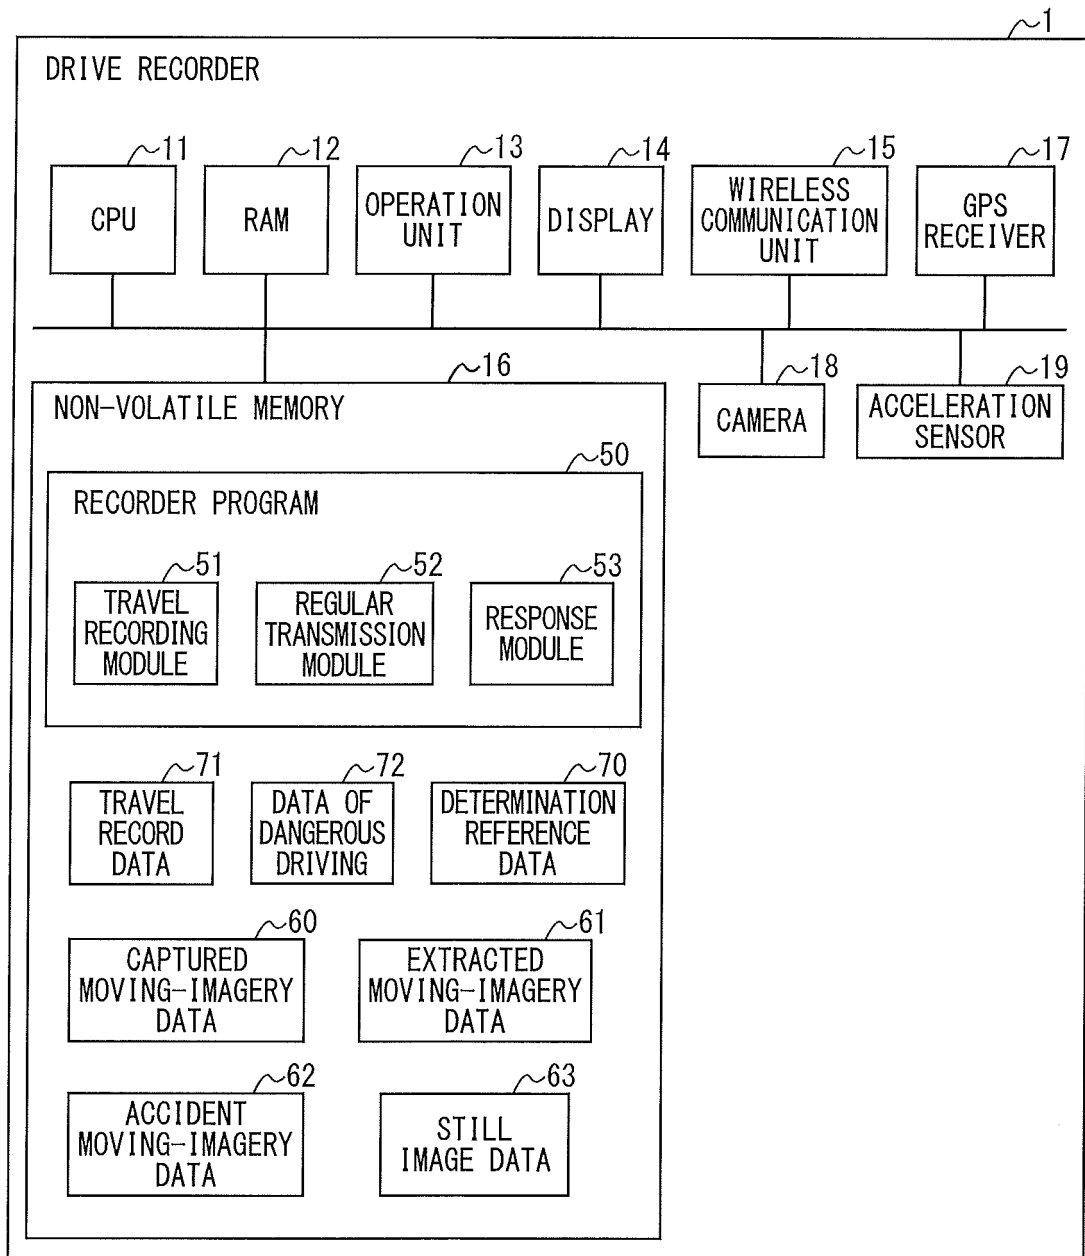 1
DRIVE RECORDER
11
12
13
14
15
17
CPU
RAM
OPERATION
UNIT
DISPLAY
WIRELESS
COMMUNICATION
UNIT
GPS
RECEIVER
16
18
19
NON-VOLATILE MEMORY
CAMERA
ACCELERATION
SENSOR
50
RECORDER PROGRAM
51
52
53
TRAVEL
RECORDING
MODULE
REGULAR
TRANSMISSION
MODULE
RESPONSE
MODULE
71
72
70
TRAVEL
RECORD
DATA
DATA OF
DANGEROUS
DRIVING
DETERMINATION
REFERENCE
DATA
60
61
CAPTURED
MOVING-IMAGERY
DATA
EXTRACTED
MOVING-IMAGERY
DATA
62
63
ACCIDENT
MOVING-IMAGERY
DATA
STILL
IMAGE DATA